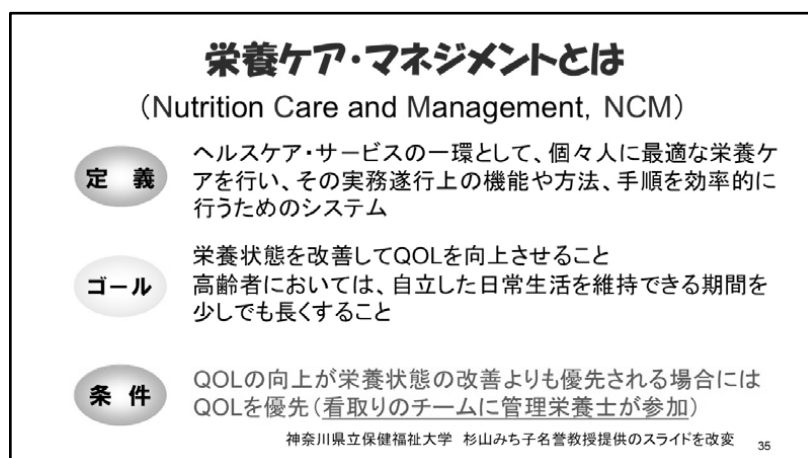 栄養ケア・マネジメントとは
（Nutrition Care and Management, NCM）
定　義
ヘルスケア・サービスの一環として、個々人に最適な栄養ケ
アを行い、その実務遂行上の機能や方法、手順を効率的に
行うためのシステム
ゴール
栄養状態を改善してQOLを向上させること
高齢者においては、自立した日常生活を維持できる期間を
少しでも長くすること
条　件
QOLの向上が栄養状態の改善よりも優先される場合には
QOLを優先（看取りのチームに管理栄養士が参加）
神奈川県立保健福祉大学　杉山みち子名誉教授提供のスライドを改変
35